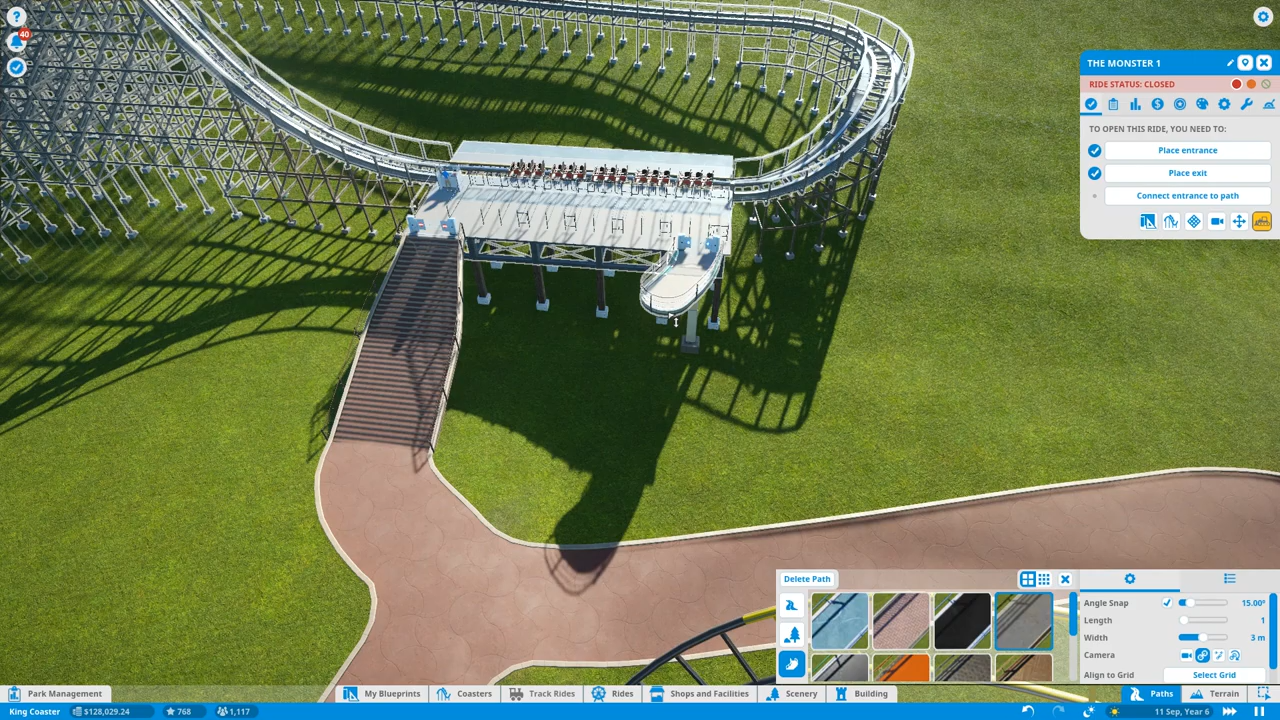 ?
40
THE MONSTER 1
RIDE STATUS: CLOSED
TO OPEN THIS RIDE, YOU NEED TO:
Place entrance
Place exit
Connect entrance to path
Delete Path
Angle Snap 15.00°
Length 1
Width 3 m
Camera
Align to Grid Select Grid
Park Management My Blueprints Coasters Track Rides Rides Shops and Facilities Scenery Building Paths Terrain
King Coaster $128,029.24 768 1,117 11 Sep, Year 6